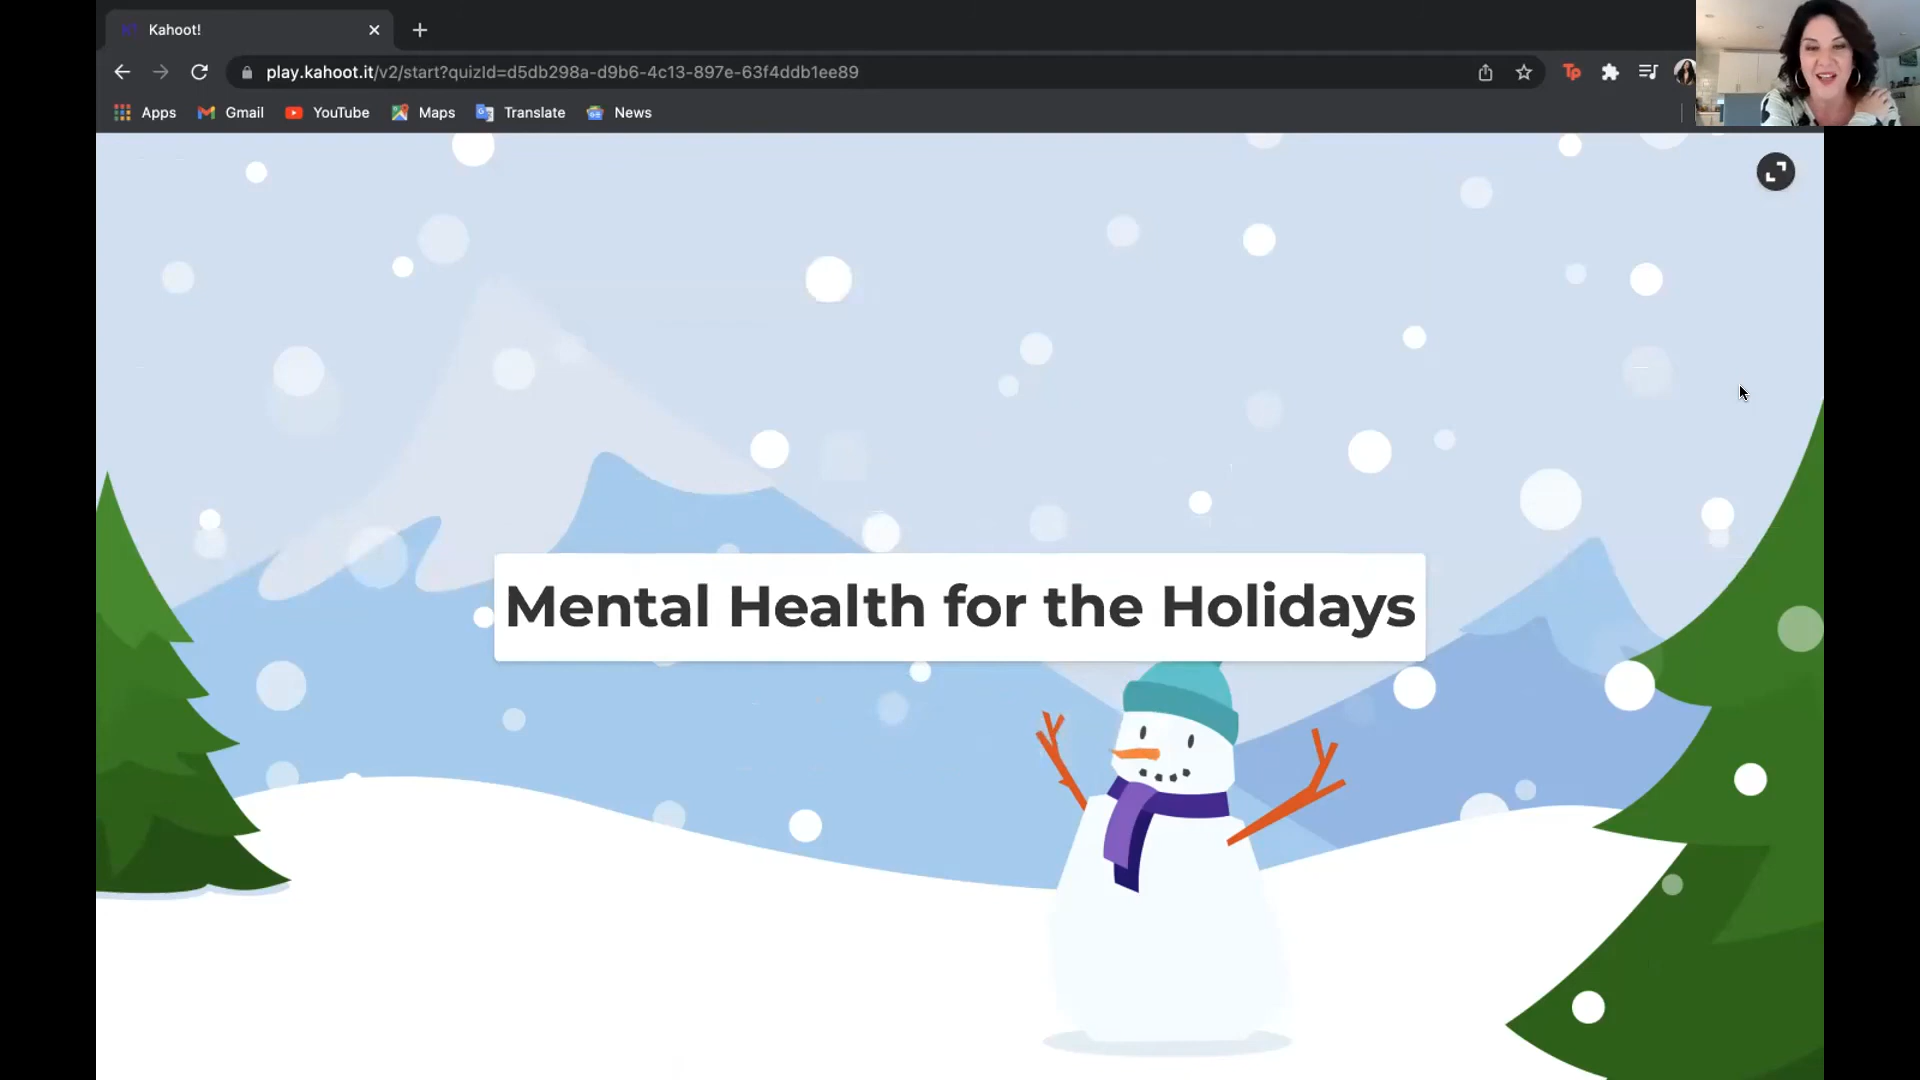 Kahoot!
play.kahoot.it/v2/start?quizId=d5db298a-d9b6-4c13-897e-63f4ddb1ee89
Tp
Apps Gmail YouTube Maps Translate News
Mental Health for the Holidays